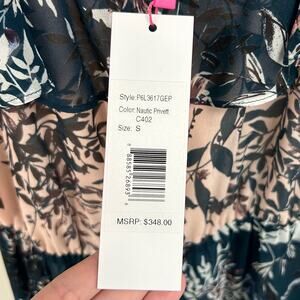 Style: P6L3617GEP
Color: Nautic Privett
C402
Size: S
MSRP: $348.00